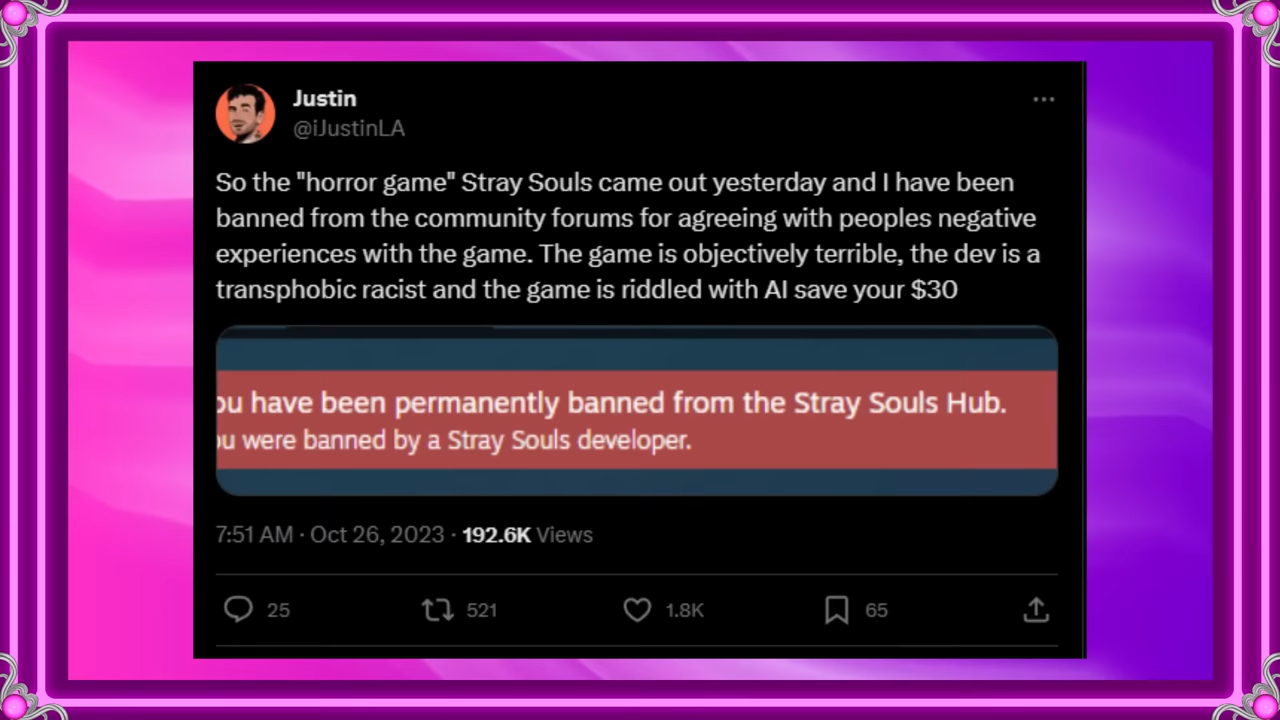 Justin
@iJustinLA
So the "horror game" Stray Souls came out yesterday and I have been
banned from the community forums for agreeing with peoples negative
experiences with the game. The game is objectively terrible, the dev is a
transphobic racist and the game is riddled with AI save your $30
ou have been permanently banned from the Stray Souls Hub.
ou were banned by a Stray Souls developer.
7:51 AM · Oct 26, 2023 · 192.6K Views
25 521 1.8K 65